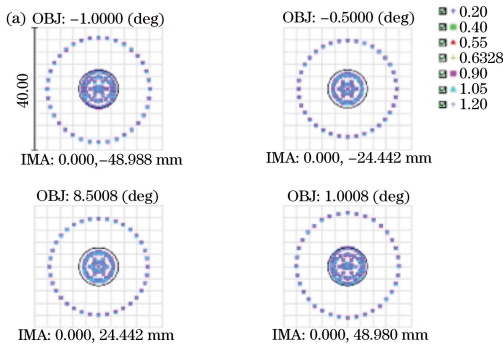 (a) OBJ: −1.0000 (deg)
OBJ: −0.5000 (deg)
0.20
0.40
0.55
0.6328
0.90
1.05
1.20
40.00
IMA: 0.000,−48.988 mm
IMA: 0.000, −24.442 mm
OBJ: 8.5008 (deg)
OBJ: 1.0008 (deg)
IMA: 0.000, 24.442 mm
IMA: 0.000, 48.980 mm